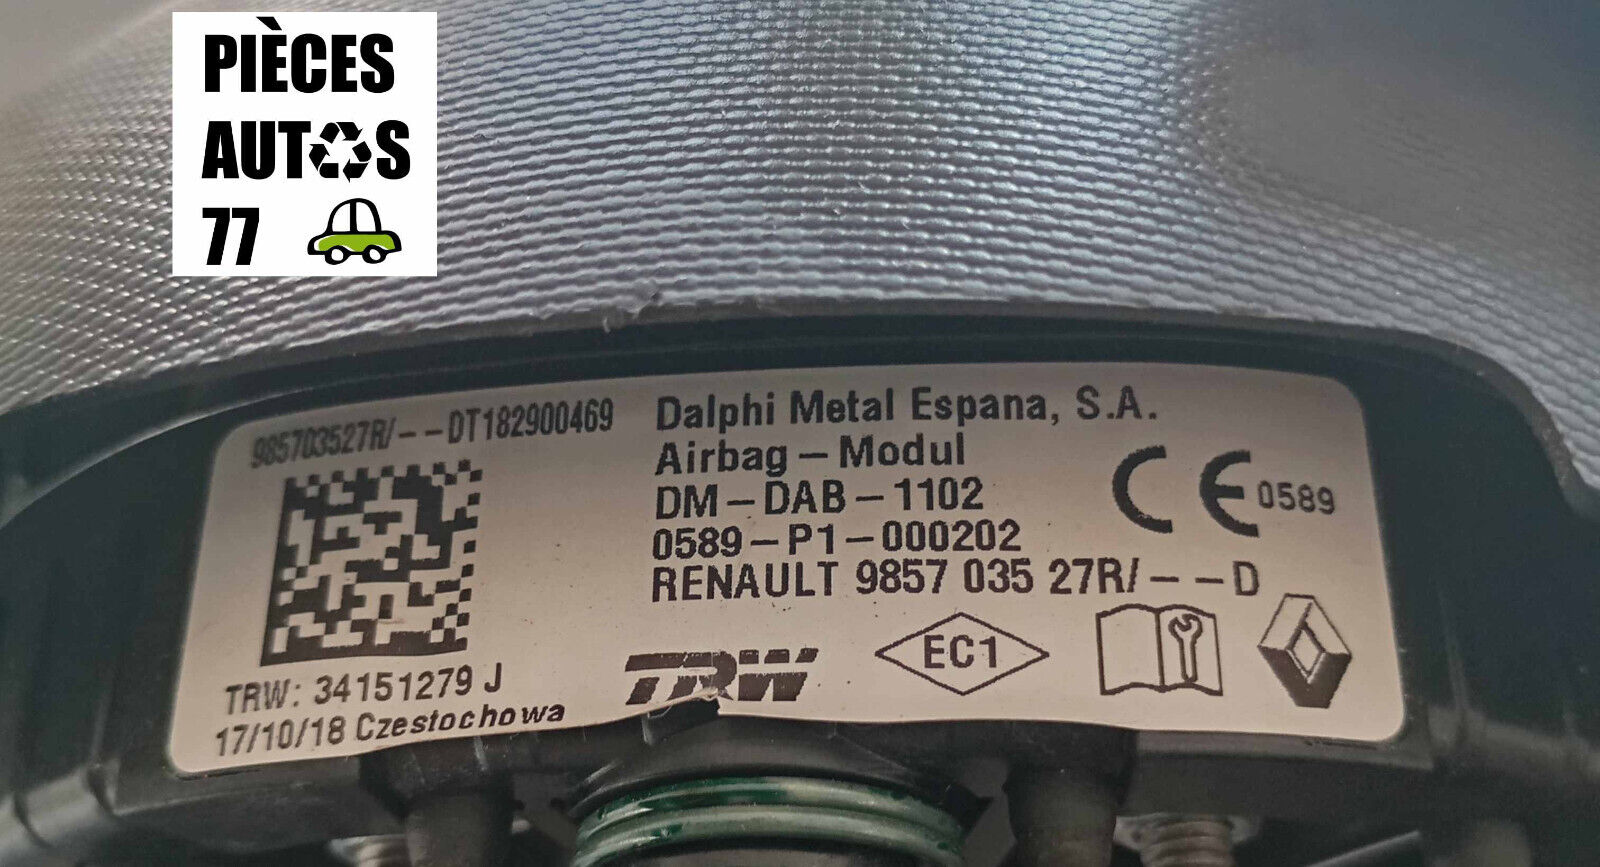 PIÈCES
AUTOS
77
985703527R/--DT182900469
Dalphi Metal Espana, S.A.
Airbag-Modul
DM-DAB-1102
0589-P1-000202
RENAULT 9857 035 27R/--D
CE 0589
TRW
EC1
TRW: 34151279 J
17/10/18 Czestochowa